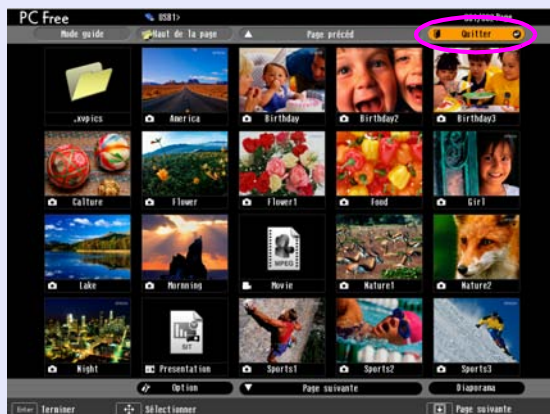 PC Free USB1>
Mode guide Haut de la page Page précéd Quitter
.xvpics America Birthday Birthday2 Birthday3
Calture Flower Flower1 Food Girl
Lake Mornning Movie Nature1 Nature2
MPEG
Night Presentation Sports1 Sports2 Sports3
SIT
Option Page suivante Diaporama
Enter Terminer Sélectionner Page suivante